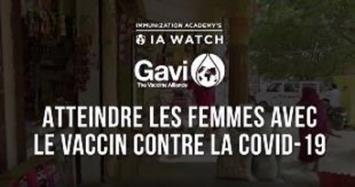 IMMUNIZATION ACADEMY'S
IA WATCH
Gavi
The Vaccine Alliance
ATTEINDRE LES FEMMES AVEC
LE VACCIN CONTRE LA COVID-19